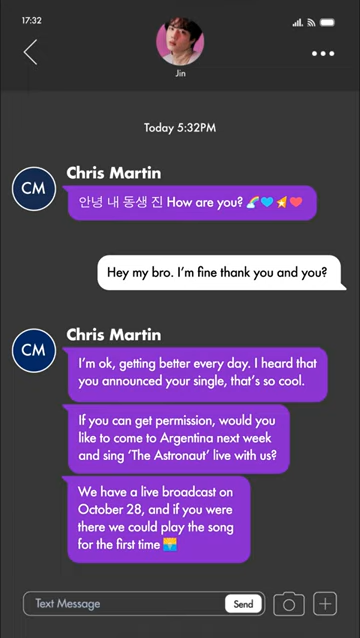 17:32
Jin
Today 5:32PM
Chris Martin
CM
안녕 내 동생 진 How are you? 🌈💙⭐❤️
Hey my bro. I'm fine thank you and you?
Chris Martin
CM
I'm ok, getting better every day. I heard that
you announced your single, that's so cool.
If you can get permission, would you
like to come to Argentina next week
and sing 'The Astronaut' live with us?
We have a live broadcast on
October 28, and if you were
there we could play the song
for the first time 🌅
Text Message
Send